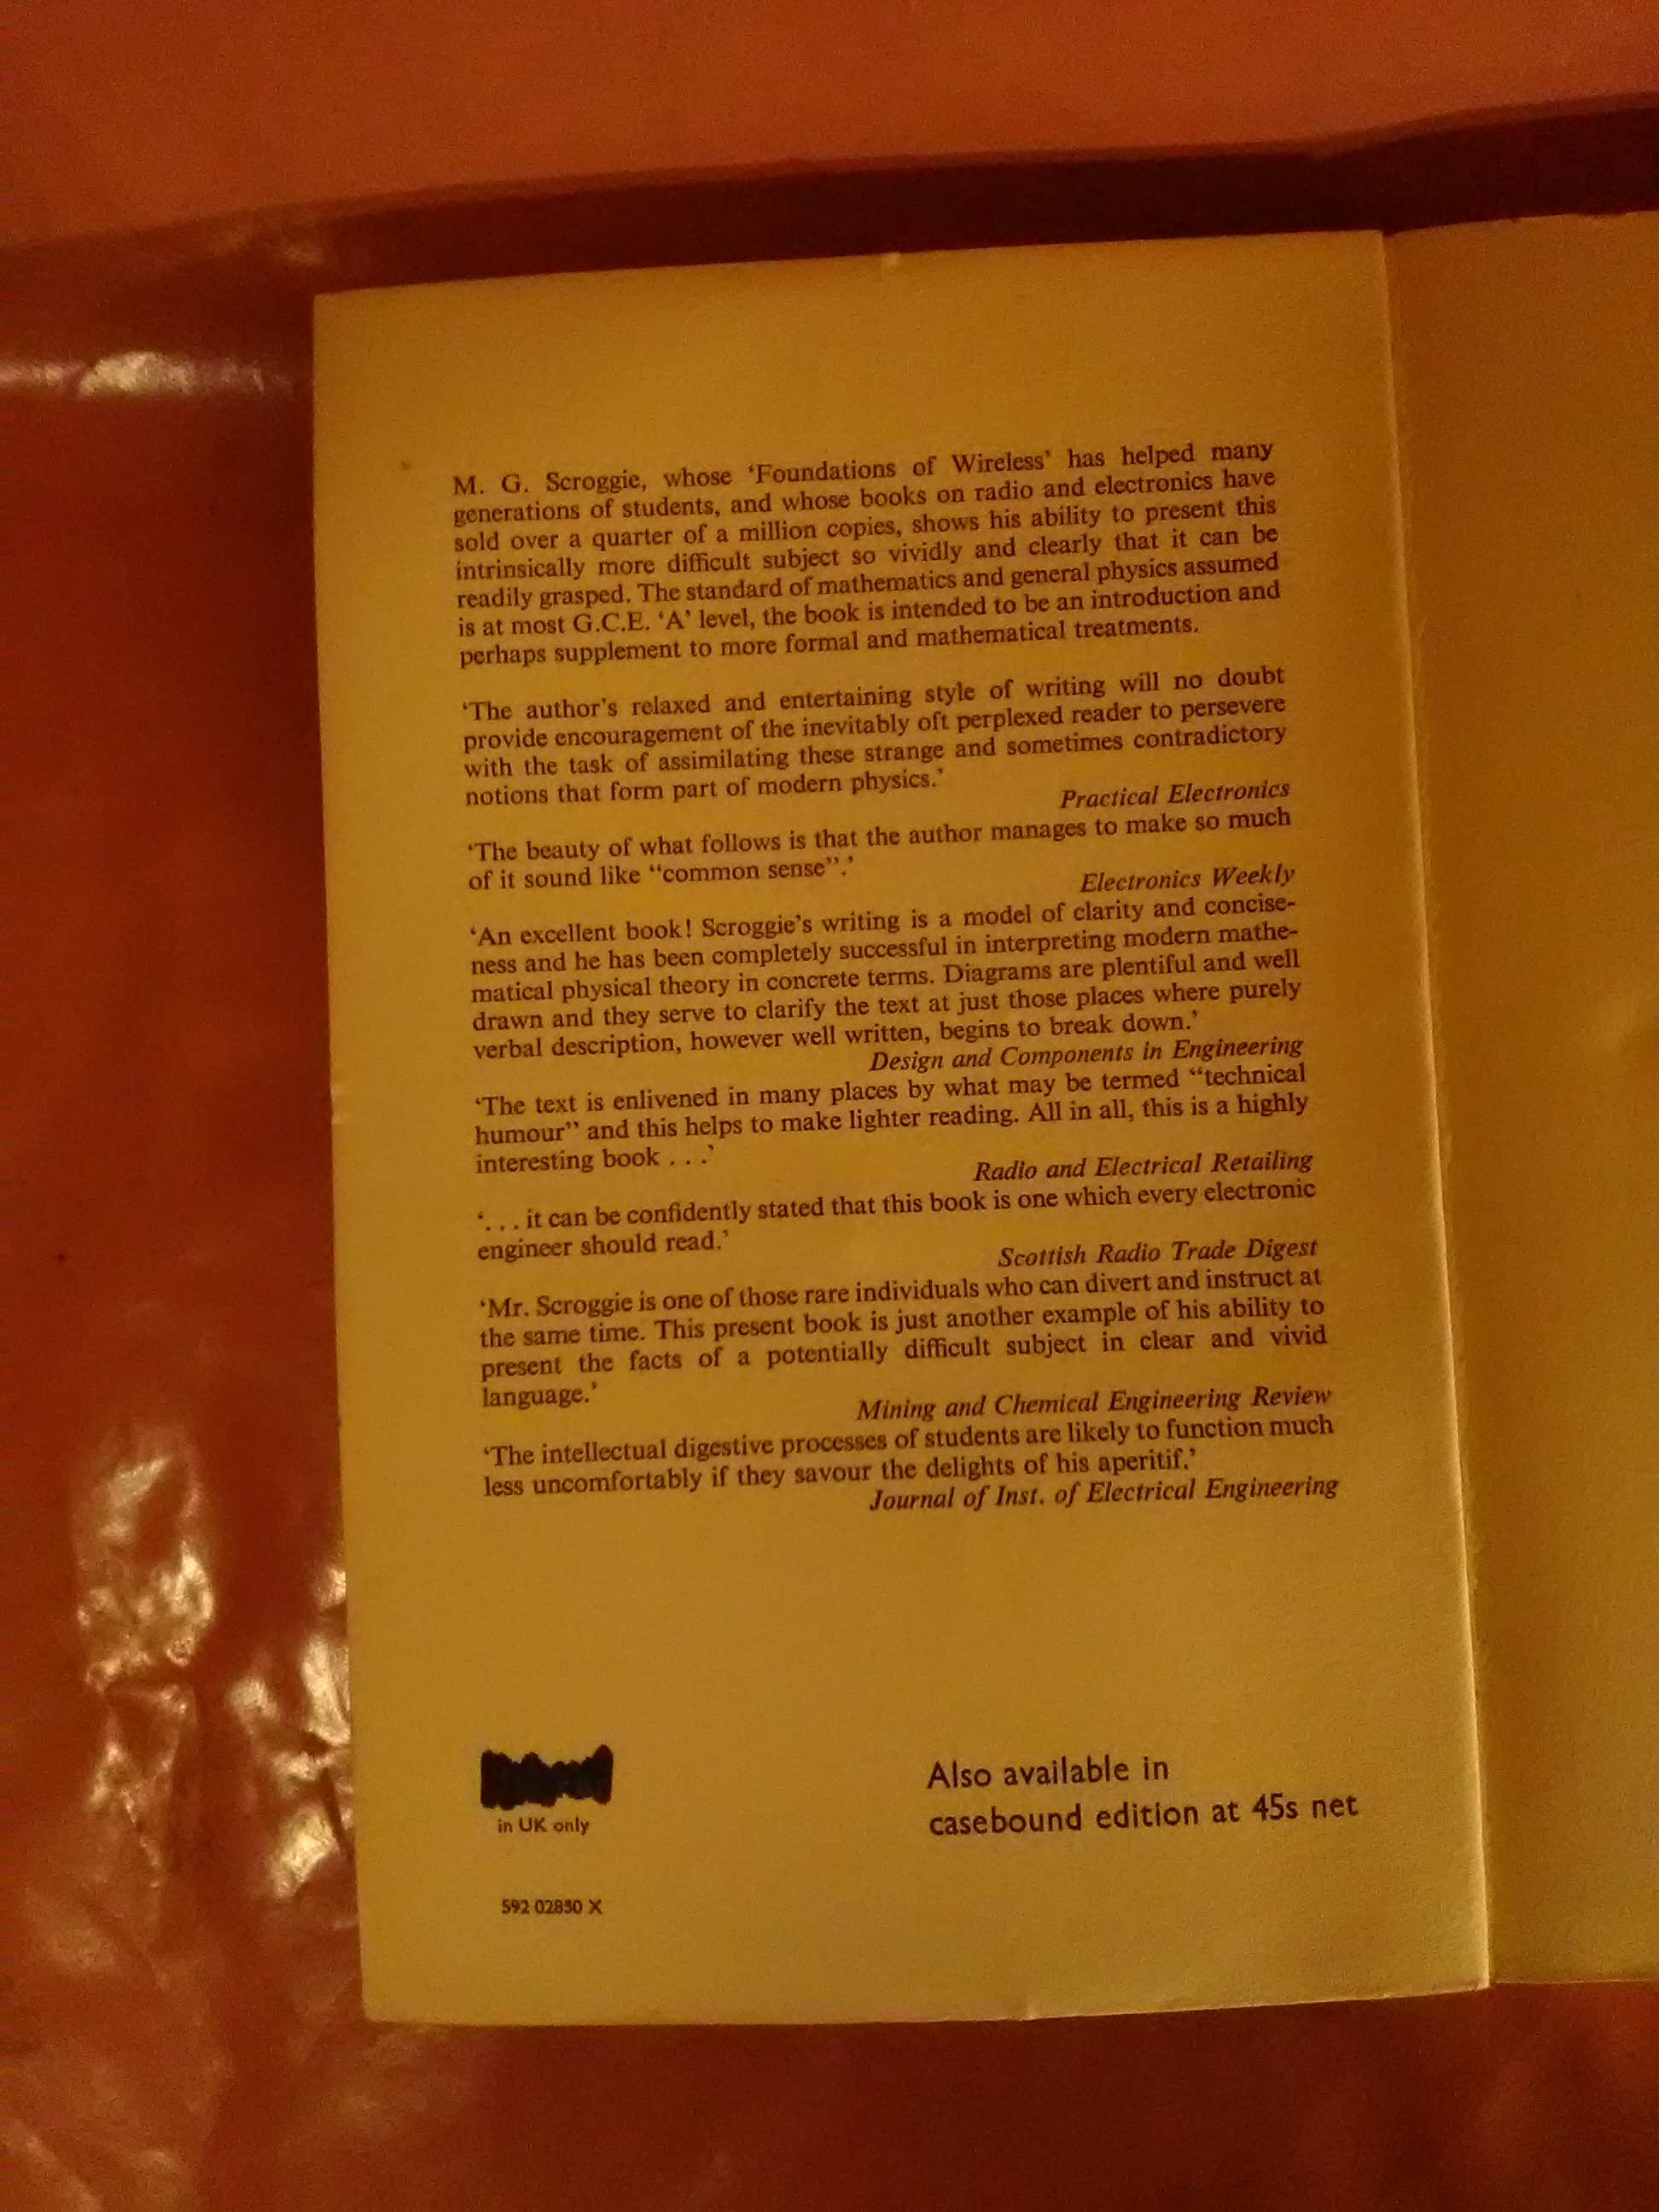 M. G. Scroggie, whose ‘Foundations of Wireless’ has helped many
generations of students, and whose books on radio and electronics have
sold over a quarter of a million copies, shows his ability to present this
intrinsically more difficult subject so vividly and clearly that it can be
readily grasped. The standard of mathematics and general physics assumed
is at most G.C.E. ‘A’ level, the book is intended to be an introduction and
perhaps supplement to more formal and mathematical treatments.
‘The author’s relaxed and entertaining style of writing will no doubt
provide encouragement of the inevitably oft perplexed reader to persevere
with the task of assimilating these strange and sometimes contradictory
notions that form part of modern physics.’
Practical Electronics
‘The beauty of what follows is that the author manages to make so much
of it sound like “common sense”.’
Electronics Weekly
‘An excellent book! Scroggie’s writing is a model of clarity and concise-
ness and he has been completely successful in interpreting modern mathe-
matical physical theory in concrete terms. Diagrams are plentiful and well
drawn and they serve to clarify the text at just those places where purely
verbal description, however well written, begins to break down.’
Design and Components in Engineering
‘The text is enlivened in many places by what may be termed “technical
humour” and this helps to make lighter reading. All in all, this is a highly
interesting book . . .’
Radio and Electrical Retailing
‘. . . it can be confidently stated that this book is one which every electronic
engineer should read.’
Scottish Radio Trade Digest
‘Mr. Scroggie is one of those rare individuals who can divert and instruct at
the same time. This present book is just another example of his ability to
present the facts of a potentially difficult subject in clear and vivid
language.’
Mining and Chemical Engineering Review
‘The intellectual digestive processes of students are likely to function much
less uncomfortably if they savour the delights of his aperitif.’
Journal of Inst. of Electrical Engineering
in UK only
Also available in
casebound edition at 45s net
592 02850 X